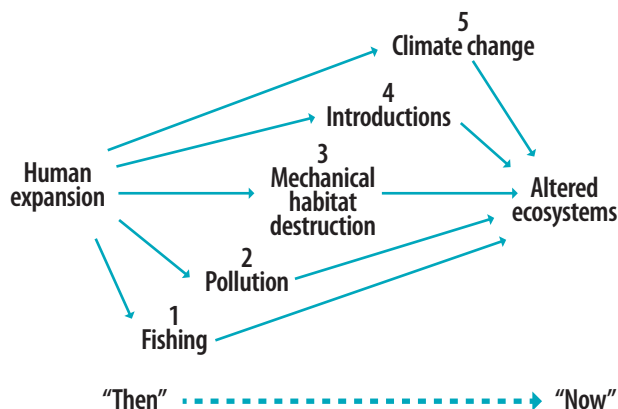 5
Climate change
4
Introductions
3
Mechanical
habitat
destruction
Human
expansion
Altered
ecosystems
2
Pollution
1
Fishing
“Then”
“Now”